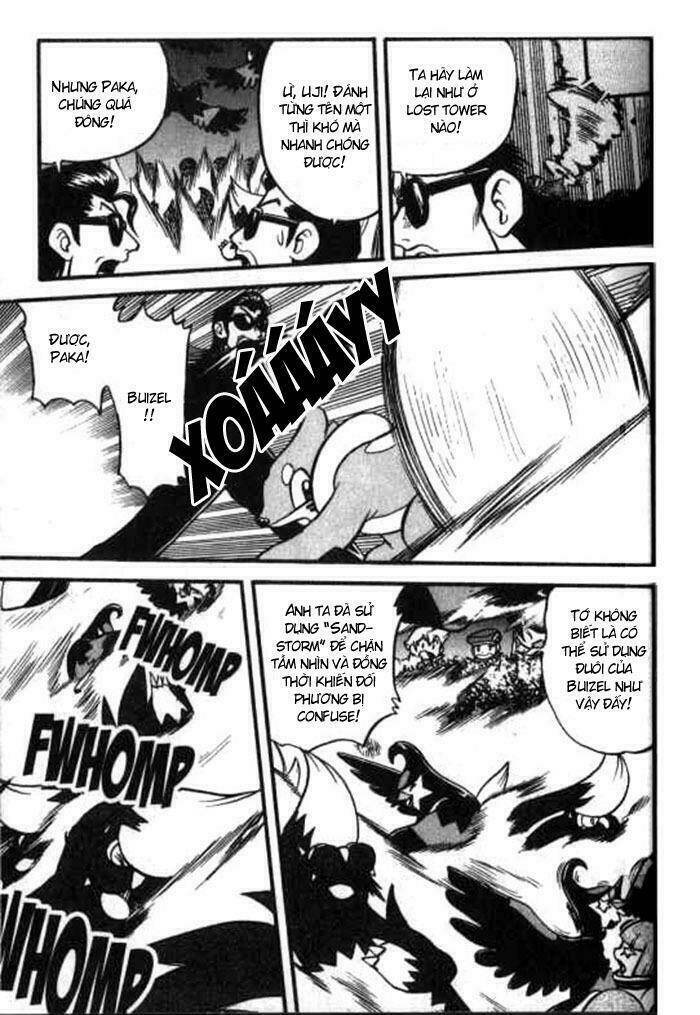 TA HÃY LÀM
LẠI NHƯ Ở
LOST TOWER
NÀO!
Ừ, UJI! ĐÁNH
TỪNG TÊN MỘT
THÌ KHÓ MÀ
NHANH CHÓNG
ĐƯỢC!
NHƯNG PAKA,
CHÚNG QUÁ
ĐÔNG!
XOÁÁÁÁYY
BUIZEL
!!
ĐƯỢC,
PAKA!
TỚ KHÔNG
BIẾT LÀ CÓ
THỂ SỬ DỤNG
ĐUÔI CỦA
BUIZEL NHƯ
VẬY ĐẤY!
ANH TA ĐÃ SỬ
DỤNG "SAND-
STORM" ĐỂ CHẶN
TẦM NHÌN VÀ ĐỒNG
THỜI KHIẾN ĐỐI
PHƯƠNG BỊ
CONFUSE!
FWHOMP
FWHOMP
FWHOMP